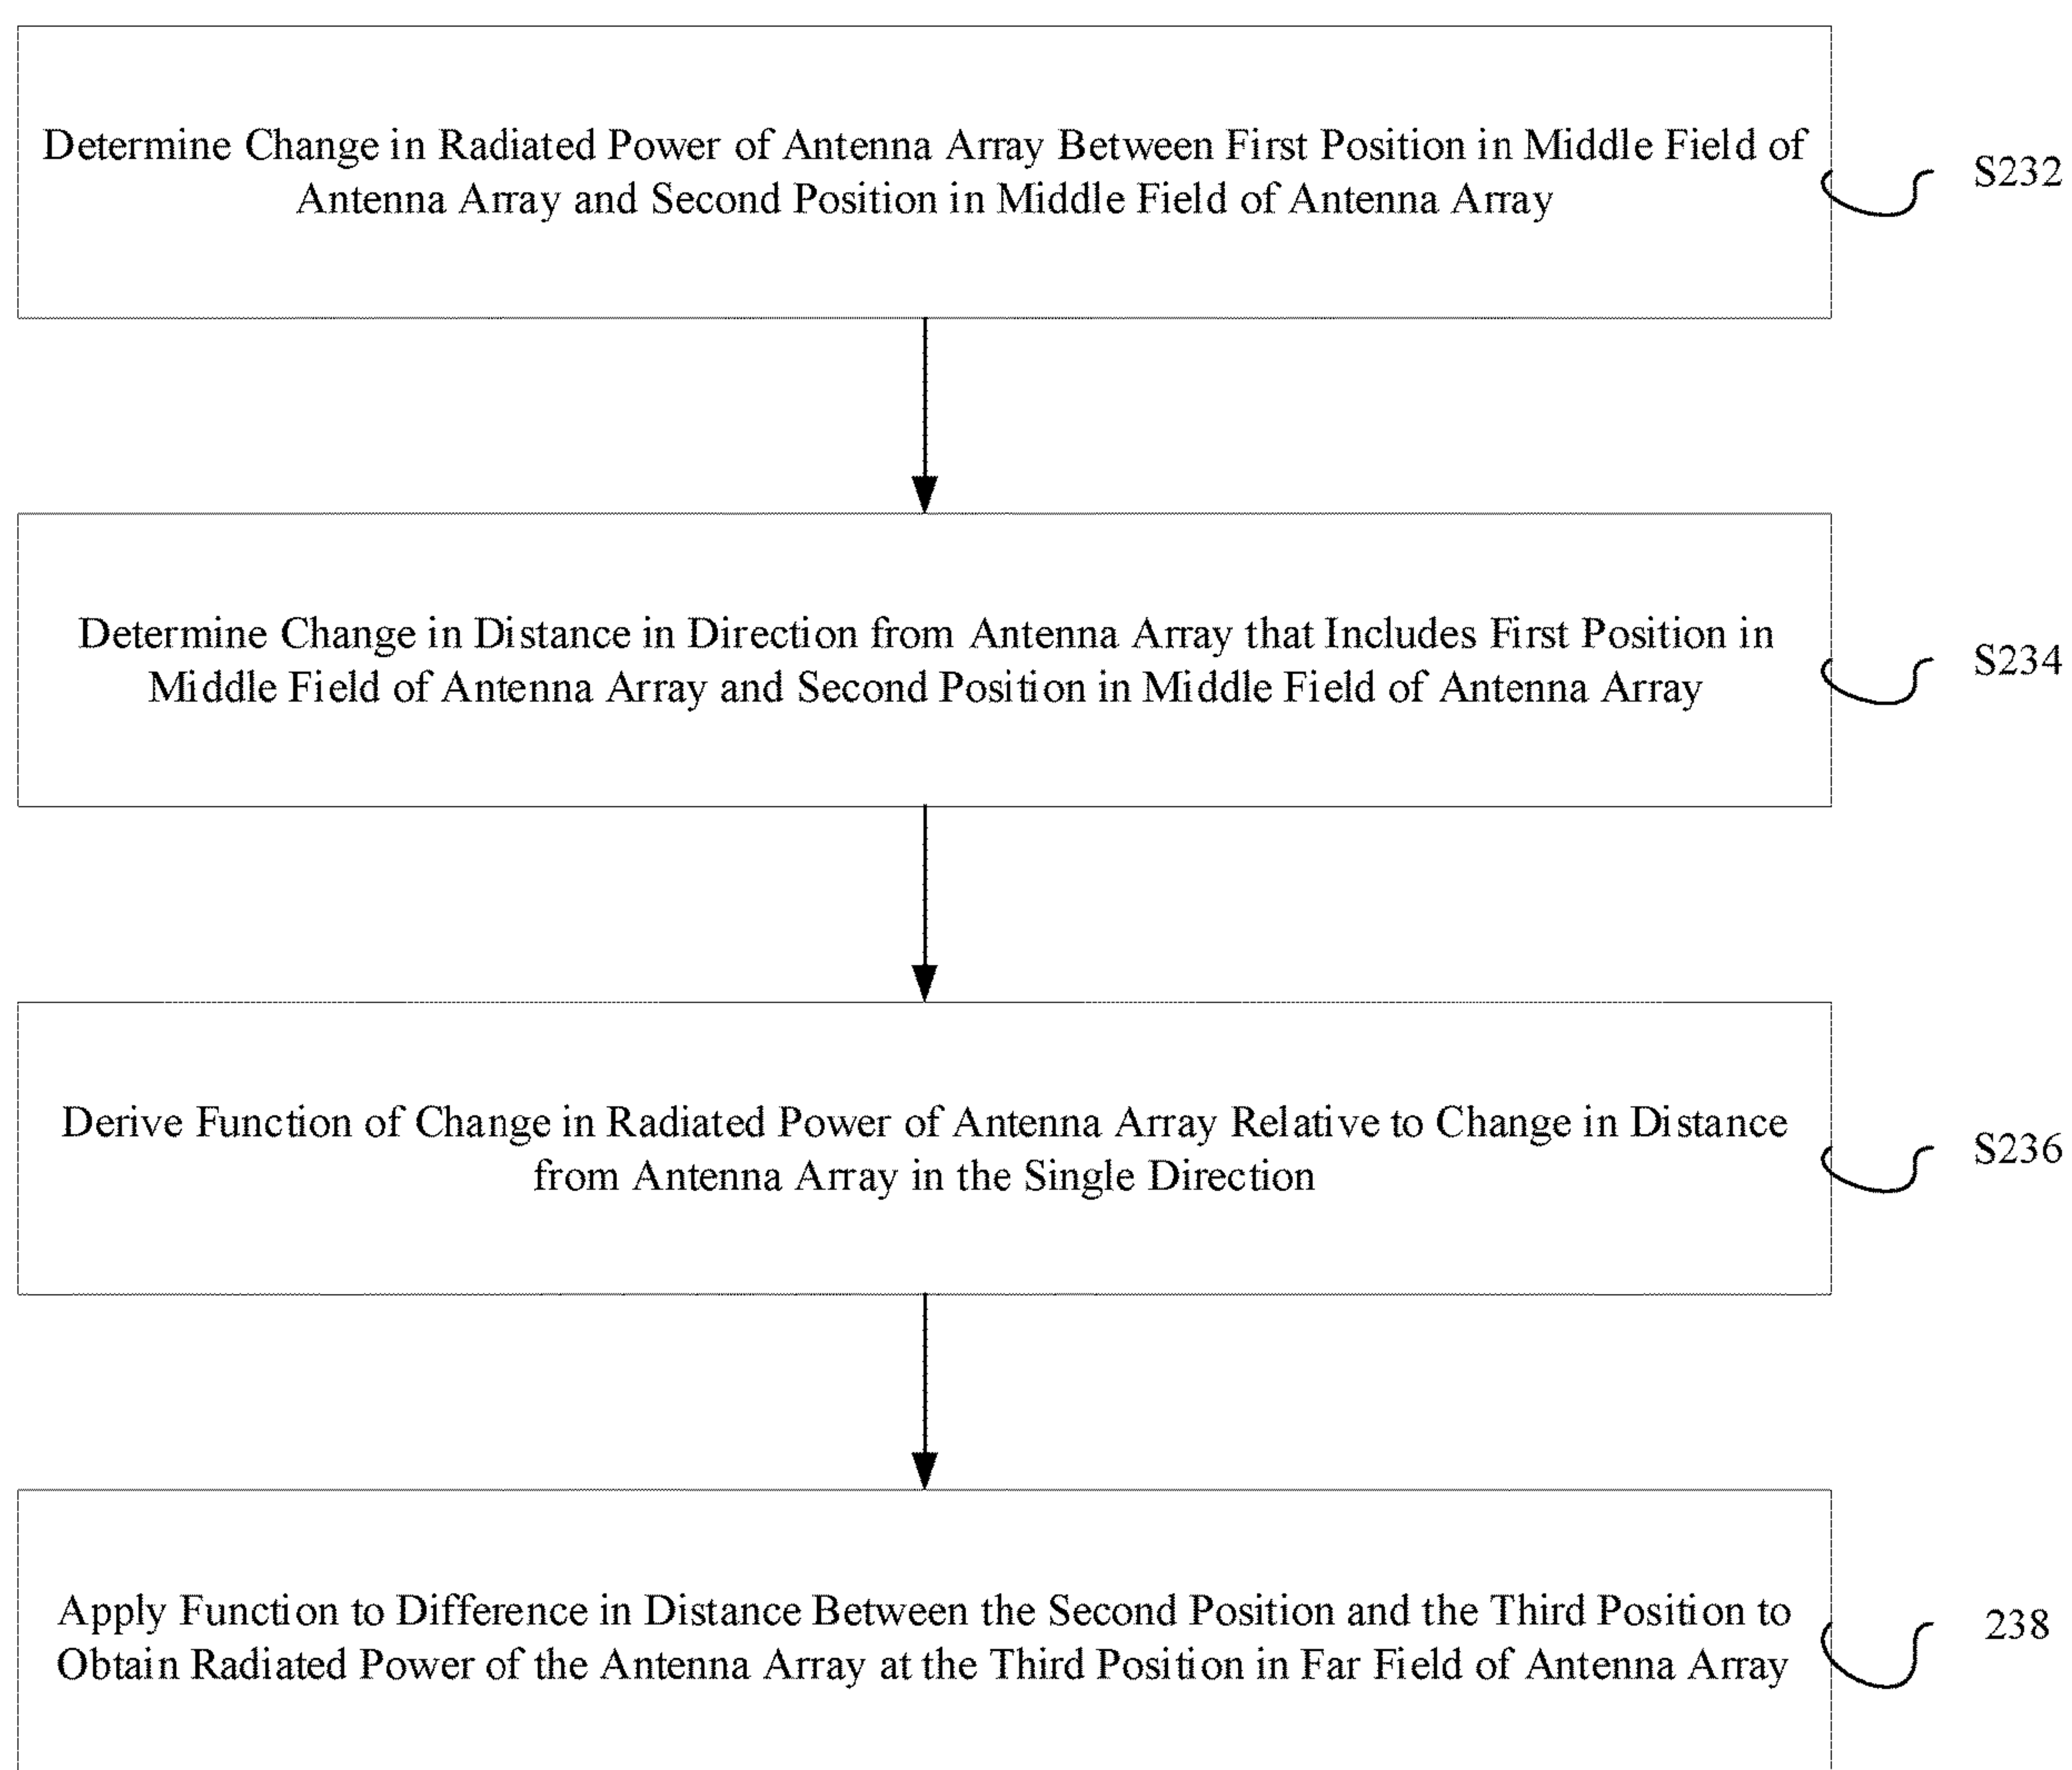 Determine Change in Radiated Power of Antenna Array Between First Position in Middle Field of
Antenna Array and Second Position in Middle Field of Antenna Array
S232
Determine Change in Distance in Direction from Antenna Array that Includes First Position in
Middle Field of Antenna Array and Second Position in Middle Field of Antenna Array
S234
Derive Function of Change in Radiated Power of Antenna Array Relative to Change in Distance
from Antenna Array in the Single Direction
S236
Apply Function to Difference in Distance Between the Second Position and the Third Position to
Obtain Radiated Power of the Antenna Array at the Third Position in Far Field of Antenna Array
238